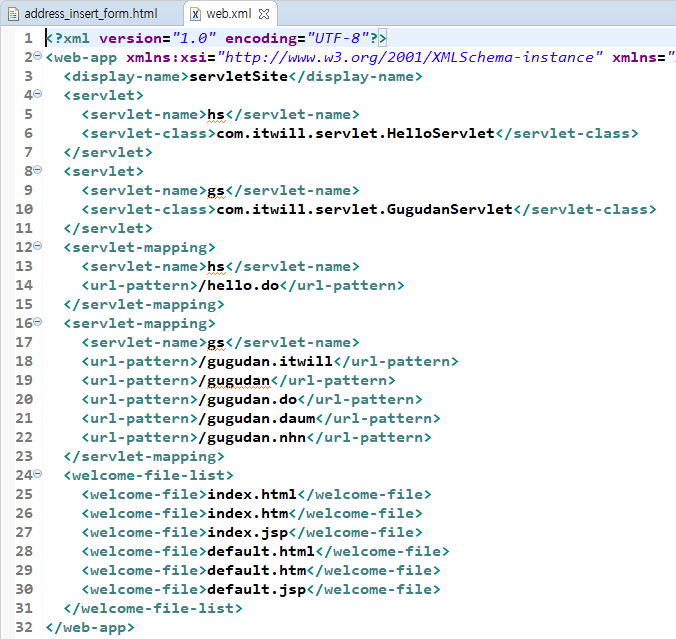 address_insert_form.html
web.xml
1 <?xml version="1.0" encoding="UTF-8"?>
2 <web-app xmlns:xsi="http://www.w3.org/2001/XMLSchema-instance" xmlns="
3 <display-name>servletSite</display-name>
4 <servlet>
5 <servlet-name>hs</servlet-name>
6 <servlet-class>com.itwill.servlet.HelloServlet</servlet-class>
7 </servlet>
8 <servlet>
9 <servlet-name>gs</servlet-name>
10 <servlet-class>com.itwill.servlet.GugudanServlet</servlet-class>
11 </servlet>
12 <servlet-mapping>
13 <servlet-name>hs</servlet-name>
14 <url-pattern>/hello.do</url-pattern>
15 </servlet-mapping>
16 <servlet-mapping>
17 <servlet-name>gs</servlet-name>
18 <url-pattern>/gugudan.itwill</url-pattern>
19 <url-pattern>/gugudan</url-pattern>
20 <url-pattern>/gugudan.do</url-pattern>
21 <url-pattern>/gugudan.daum</url-pattern>
22 <url-pattern>/gugudan.nhn</url-pattern>
23 </servlet-mapping>
24 <welcome-file-list>
25 <welcome-file>index.html</welcome-file>
26 <welcome-file>index.htm</welcome-file>
27 <welcome-file>index.jsp</welcome-file>
28 <welcome-file>default.html</welcome-file>
29 <welcome-file>default.htm</welcome-file>
30 <welcome-file>default.jsp</welcome-file>
31 </welcome-file-list>
32 </web-app>